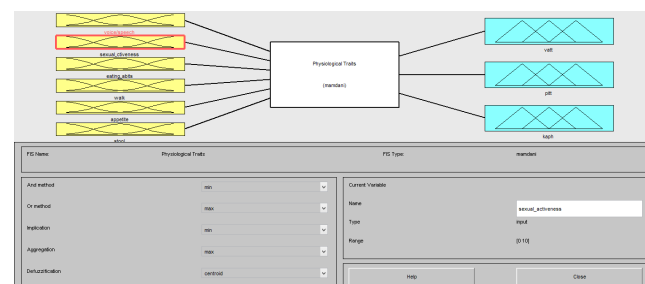 voice/speech
sexual_ctiveness
eating_abits
walk
appetite
stool
Physiological Traits
(mamdani)
vatt
pitt
kaph
FIS Name: Physiological Traits FIS Type: mamdani
And method min
Or method max
Implication min
Aggregation max
Defuzzification centroid
Current Variable
Name sexual_activeness
Type input
Range [0 10]
Help Close